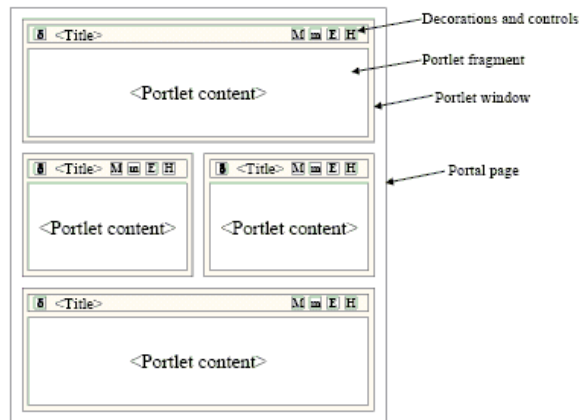 Decorations and controls
δ <Title> M m E H
Portlet fragment
<Portlet content>
Portlet window
δ <Title> M m E H
δ <Title> M m E H
Portal page
<Portlet content>
<Portlet content>
δ <Title> M m E H
<Portlet content>